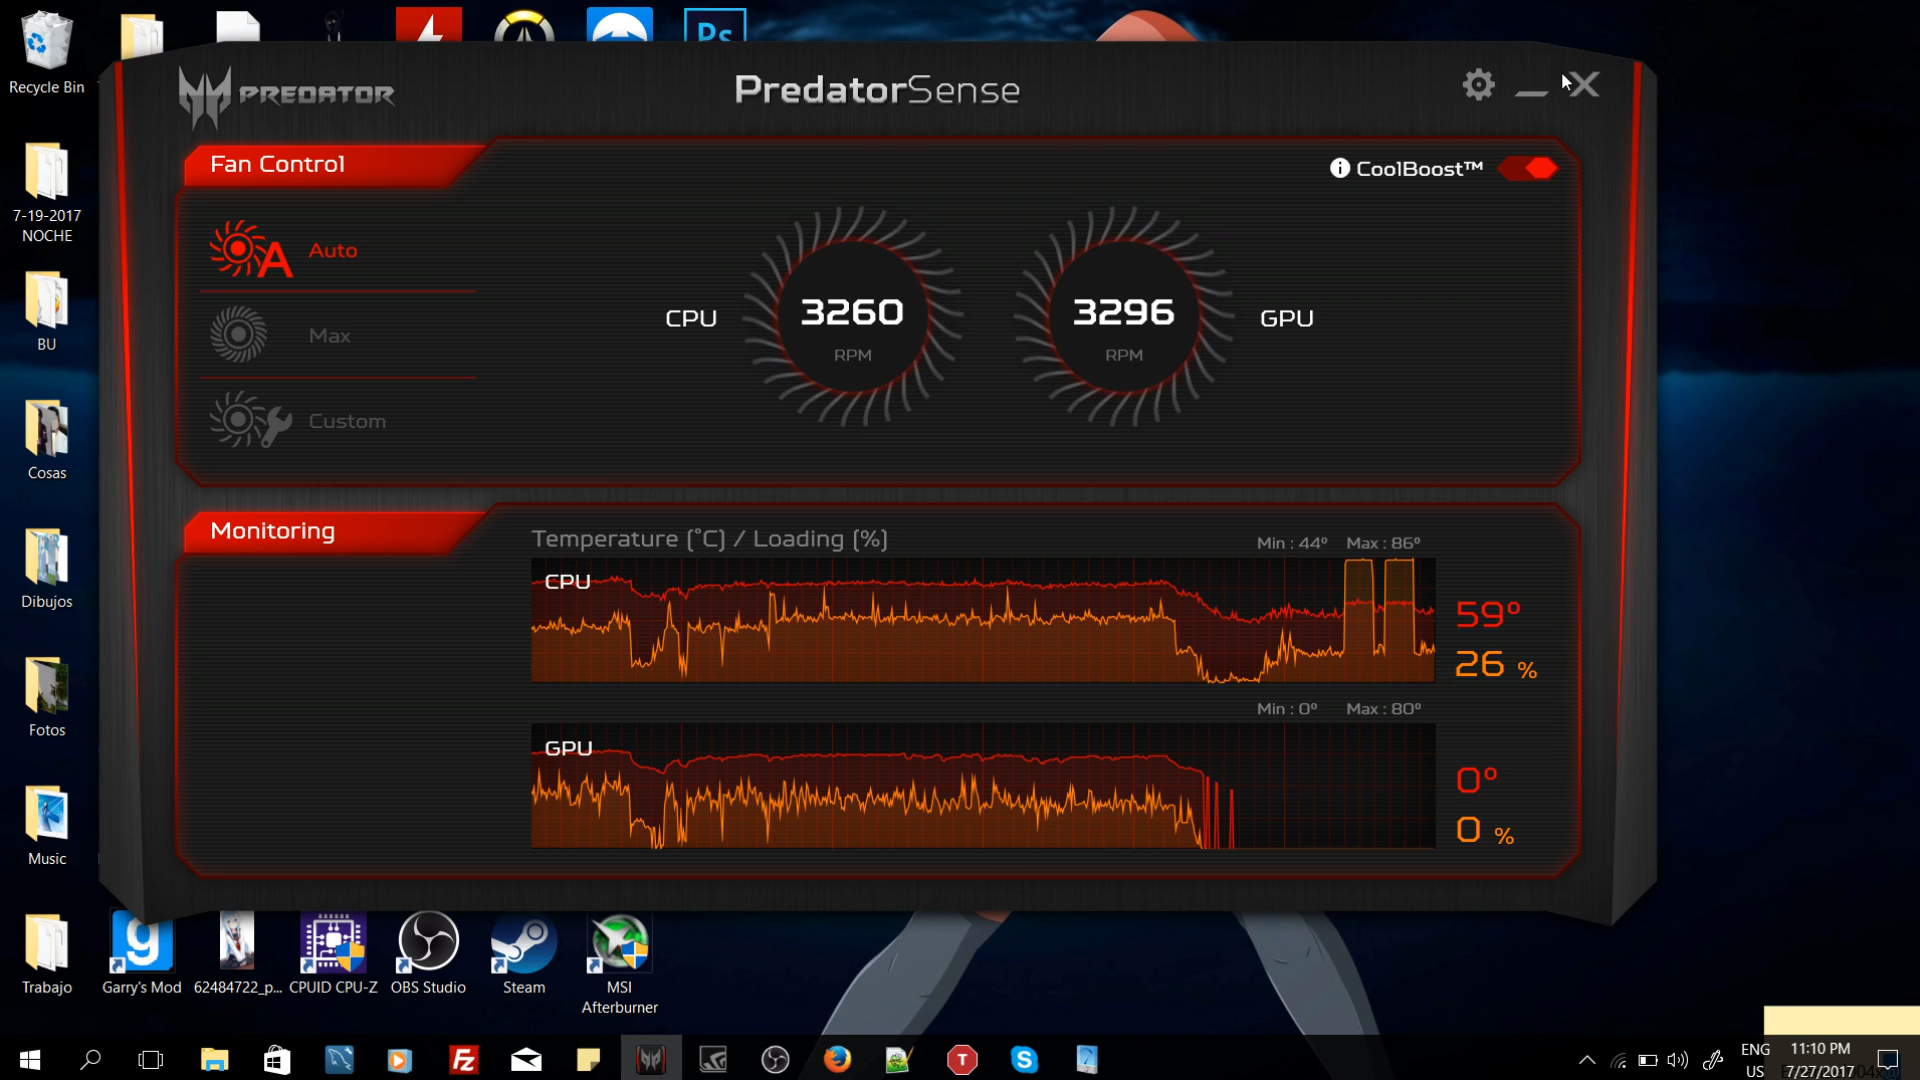 Ps
Recycle Bin
PREDATOR
PredatorSense
Fan Control
CoolBoost™
7-19-2017
NOCHE
A
Auto
Max
Custom
CPU
3260
RPM
3296
RPM
GPU
BU
Cosas
Monitoring
Temperature (°C) / Loading (%)
Min : 44° Max : 86°
CPU
59°
26 %
Dibujos
Min : 0° Max : 80°
GPU
0°
0 %
Fotos
Music
Trabajo
g
Garry's Mod
62484722_p...
CPUID CPU-Z
OBS Studio
Steam
MSI
Afterburner
Fz
T
S
ENG
US
11:10 PM
7/27/2017